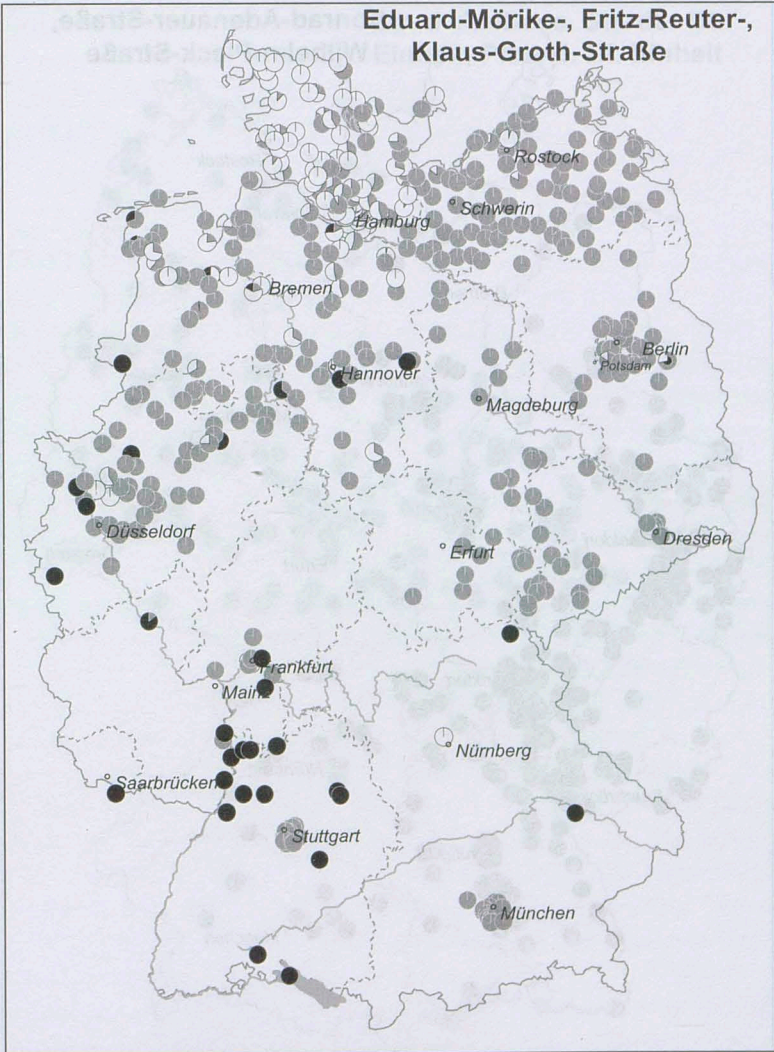 Eduard-Mörike-, Fritz-Reuter-,
Klaus-Groth-Straße
Rostock
Schwerin
Hamburg
Bremen
Berlin
Potsdam
Hannover
Magdeburg
Düsseldorf
Erfurt
Dresden
Frankfurt
Mainz
Nürnberg
Saarbrücken
Stuttgart
München